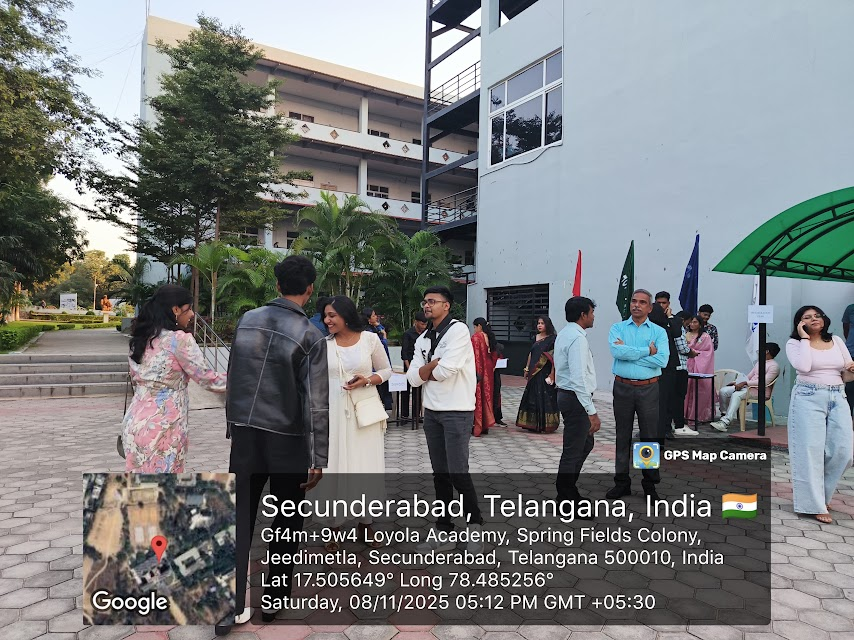 GPS Map Camera
Secunderabad, Telangana, India
Gf4m+9w4 Loyola Academy, Spring Fields Colony,
Jeedimetla, Secunderabad, Telangana 500010, India
Lat 17.505649° Long 78.485256°
Saturday, 08/11/2025 05:12 PM GMT +05:30
Google